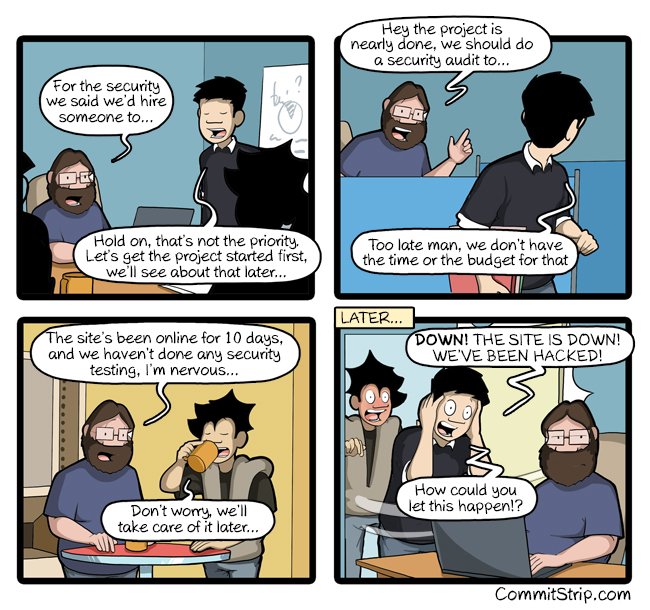 For the security
we said we'd hire
someone to...
Hold on, that's not the priority.
Let's get the project started first,
we'll see about that later...
Hey the project is
nearly done, we should do
a security audit to...
Too late man, we don't have
the time or the budget for that
The site's been online for 10 days,
and we haven't done any security
testing, I'm nervous...
Don't worry, we'll
take care of it later...
LATER...
DOWN! THE SITE IS DOWN!
WE'VE BEEN HACKED!
How could you
let this happen!?
CommitStrip.com